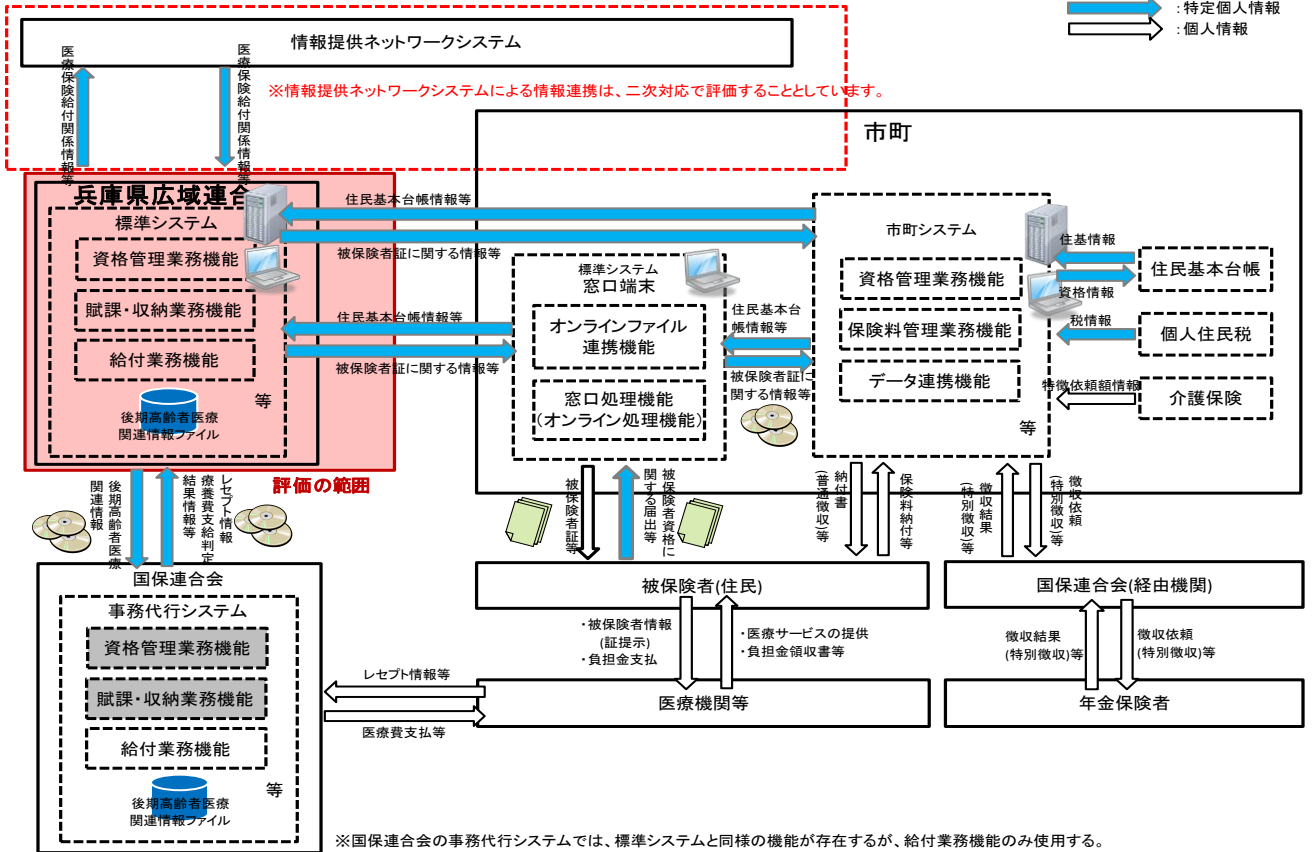 :特定個人情報
:個人情報
情報提供ネットワークシステム
医療保険給付関係情報等
医療保険給付関係情報等
※情報提供ネットワークシステムによる情報連携は、二次対応で評価することとしています。
市町
兵庫県広域連合
標準システム
資格管理業務機能
賦課・収納業務機能
給付業務機能
等
後期高齢者医療
関連情報ファイル
評価の範囲
住民基本台帳情報等
被保険者証に関する情報等
住民基本台帳情報等
被保険者証に関する情報等
標準システム
窓口端末
オンラインファイル
連携機能
窓口処理機能
(オンライン処理機能)
住民基本台
帳情報等
被保険者証に
関する情報等
市町システム
資格管理業務機能
保険料管理業務機能
データ連携機能
等
住基情報
資格情報
税情報
特徴依頼額情報
住民基本台帳
個人住民税
介護保険
後期高齢者医療
関連情報
レセプト情報
療養費支給判定
結果情報等
被保険者証等
被保険者資格に
関する届出等
納付書
(普通徴収)等
保険料納付等
徴収結果
(特別徴収)等
徴収依頼
(特別徴収)等
国保連合会
事務代行システム
資格管理業務機能
賦課・収納業務機能
給付業務機能
等
後期高齢者医療
関連情報ファイル
被保険者(住民)
・被保険者情報
(証提示)
・負担金支払
・医療サービスの提供
・負担金領収書等
レセプト情報等
医療費支払等
医療機関等
国保連合会(経由機関)
徴収結果
(特別徴収)等
徴収依頼
(特別徴収)等
年金保険者
※国保連合会の事務代行システムでは、標準システムと同様の機能が存在するが、給付業務機能のみ使用する。